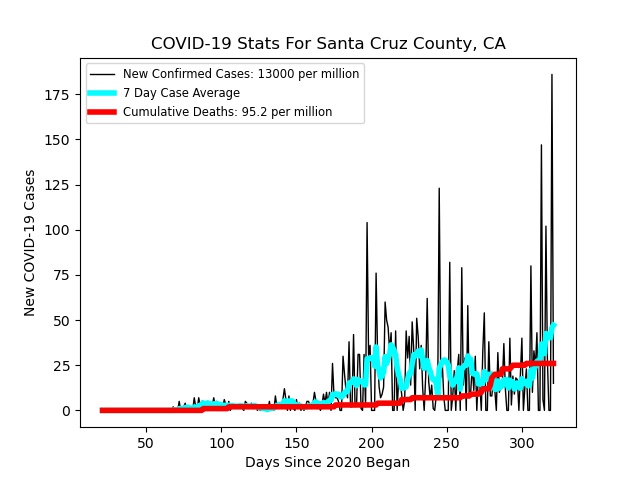 COVID-19 Stats For Santa Cruz County, CA
New Confirmed Cases: 13000 per million
7 Day Case Average
Cumulative Deaths: 95.2 per million
New COVID-19 Cases
175
150
125
100
75
50
25
0
50 100 150 200 250 300
Days Since 2020 Began